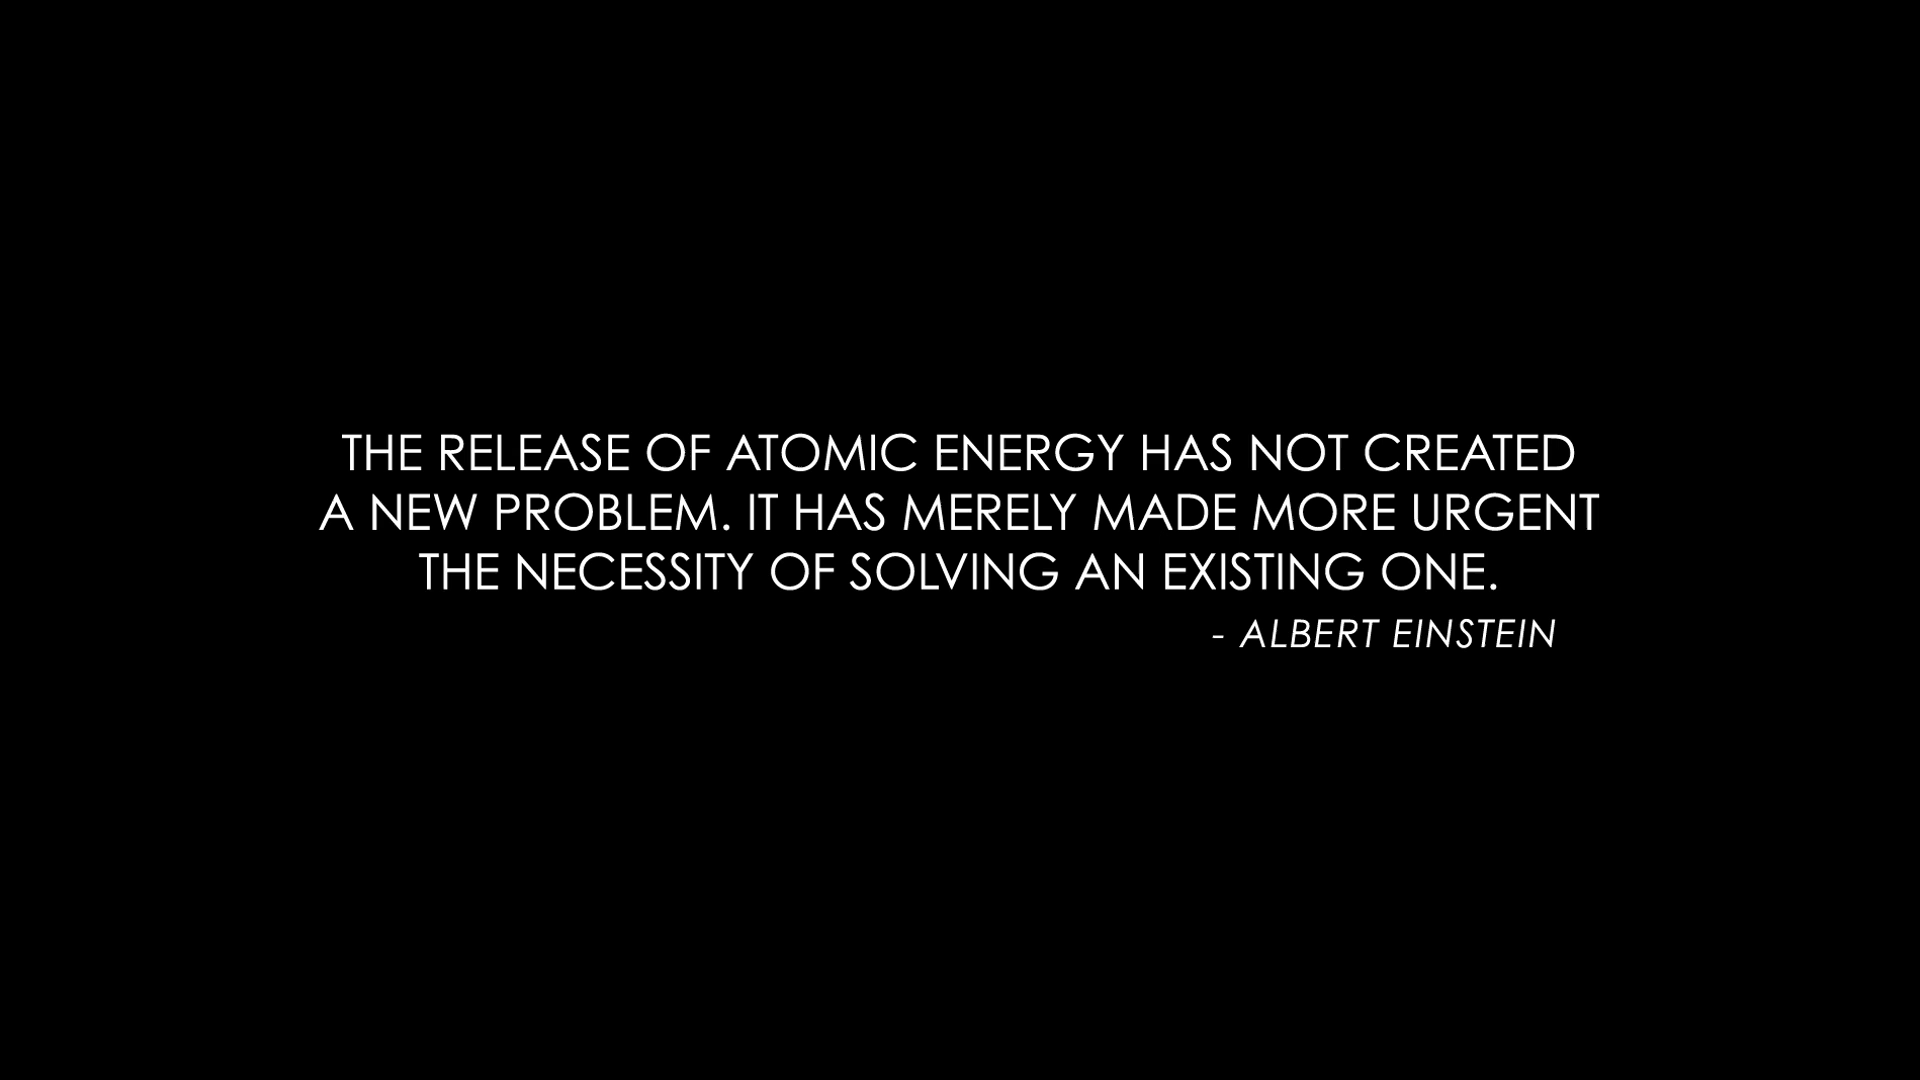 THE RELEASE OF ATOMIC ENERGY HAS NOT CREATED
A NEW PROBLEM. IT HAS MERELY MADE MORE URGENT
THE NECESSITY OF SOLVING AN EXISTING ONE.
- ALBERT EINSTEIN